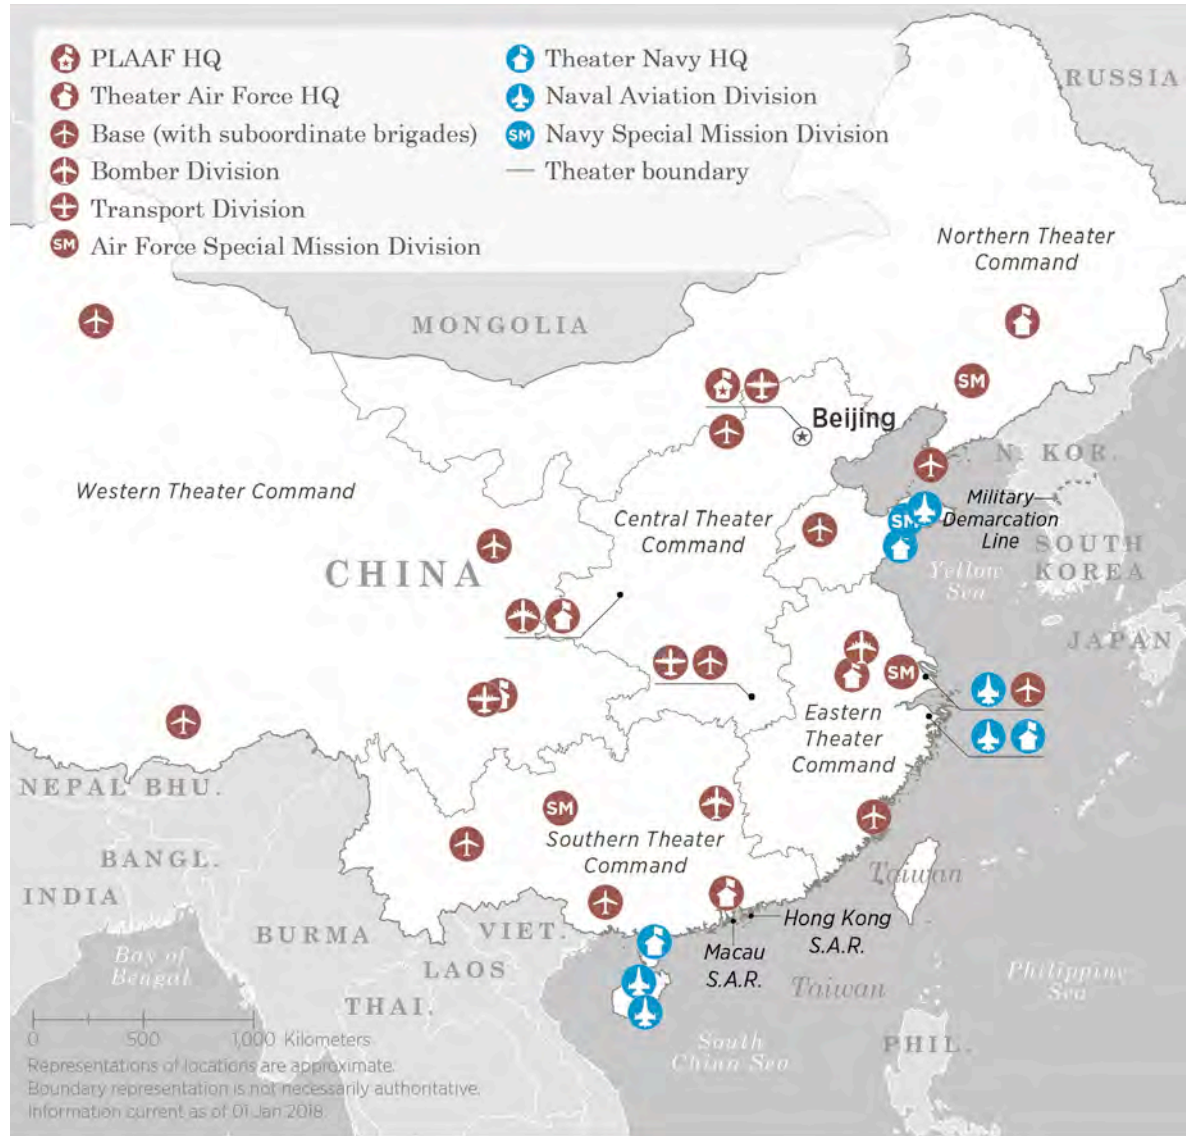 PLAAF HQ
Theater Air Force HQ
Base (with suboordinate brigades)
Bomber Division
Transport Division
SM Air Force Special Mission Division
Theater Navy HQ
Naval Aviation Division
SM Navy Special Mission Division
Theater boundary
RUSSIA
Northern Theater
Command
MONGOLIA
SM
Beijing
N. KOR.
Western Theater Command
Military
Demarcation
Line
SM
Central Theater
Command
SOUTH
KOREA
CHINA
Yellow
Sea
JAPAN
SM
Eastern
Theater
Command
NEPAL
BHU.
SM
Southern Theater
Command
BANGL.
Taiwan
INDIA
Hong Kong
S.A.R.
BURMA
VIET.
Macau
S.A.R.
Bay of
Bengal
LAOS
Philippine
Sea
Taiwan
THAI.
0 500 1,000 Kilometers
South
China Sea
PHIL.
Representations of locations are approximate.
Boundary representation is not necessarily authoritative.
Information current as of 01 Jan 2018